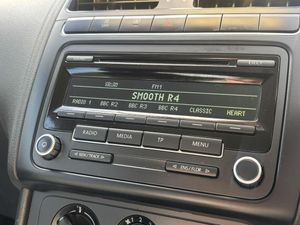 EJECT
FM1
SMOOTH R4
RADIO 1 BBC R2 BBC R3 BBC R4 CLASSIC HEART
RADIO MEDIA TP MENU
SEEK/TRACK